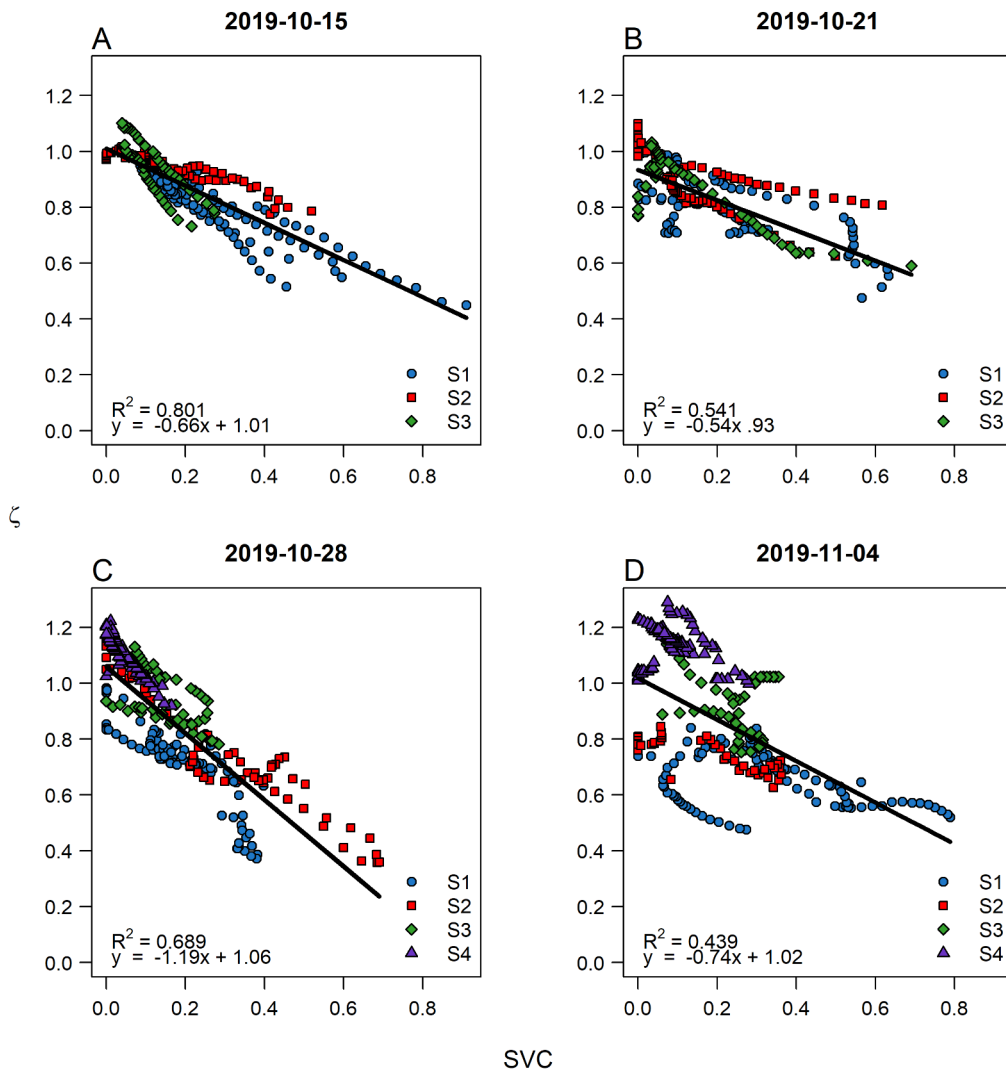 2019-10-15
A
1.2
1.0
0.8
0.6
0.4
0.2
0.0
S1
S2
S3
R² = 0.801
y = -0.66x + 1.01
0.0 0.2 0.4 0.6 0.8
2019-10-21
B
1.2
1.0
0.8
0.6
0.4
0.2
0.0
S1
S2
S3
R² = 0.541
y = -0.54x .93
0.0 0.2 0.4 0.6 0.8
ζ
2019-10-28
C
1.2
1.0
0.8
0.6
0.4
0.2
0.0
S1
S2
S3
S4
R² = 0.689
y = -1.19x + 1.06
0.0 0.2 0.4 0.6 0.8
2019-11-04
D
1.2
1.0
0.8
0.6
0.4
0.2
0.0
S1
S2
S3
S4
R² = 0.439
y = -0.74x + 1.02
0.0 0.2 0.4 0.6 0.8
SVC